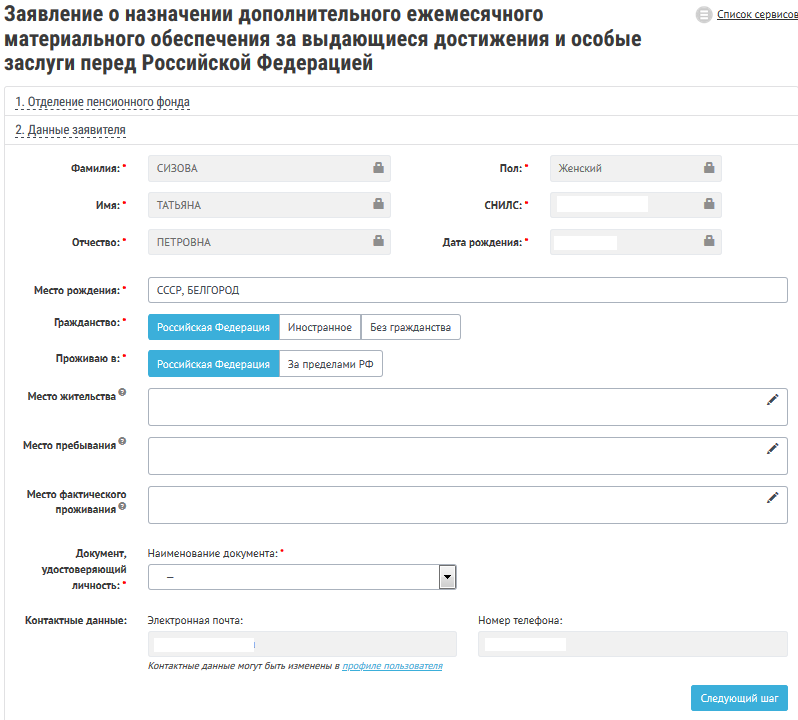 Заявление о назначении дополнительного ежемесячного
материального обеспечения за выдающиеся достижения и особые
заслуги перед Российской Федерацией
Список сервисов
1. Отделение пенсионного фонда
2. Данные заявителя
Фамилия: * СИЗОВА
Пол: * Женский
Имя: * ТАТЬЯНА
СНИЛС: *
Отчество: * ПЕТРОВНА
Дата рождения: *
Место рождения: * СССР, БЕЛГОРОД
Гражданство: * Российская Федерация Иностранное Без гражданства
Проживаю в: * Российская Федерация За пределами РФ
Место жительства ?
Место пребывания ?
Место фактического
проживания ?
Документ,
удостоверяющий
личность: *
Наименование документа: *
—
Контактные данные:
Электронная почта:
Номер телефона:
Контактные данные могут быть изменены в профиле пользователя
Следующий шаг